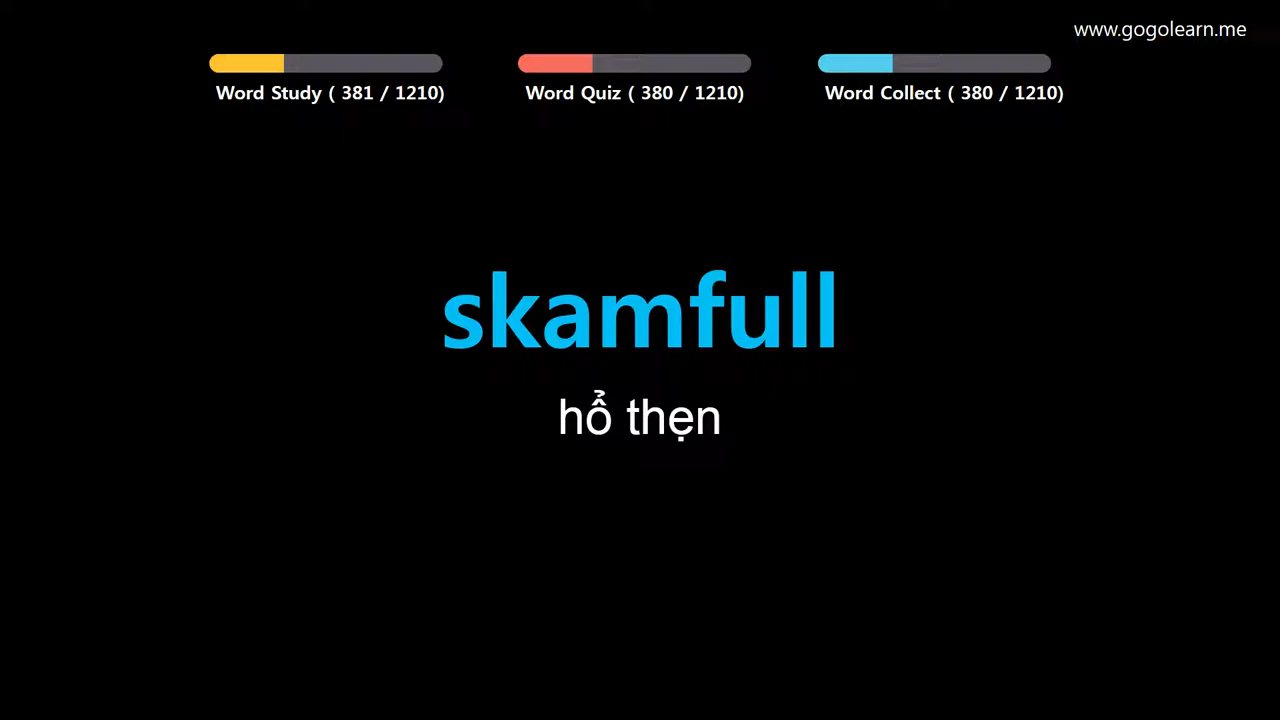 www.gogolearn.me
Word Study ( 381 / 1210)
Word Quiz ( 380 / 1210)
Word Collect ( 380 / 1210)
skamfull
hổ thẹn